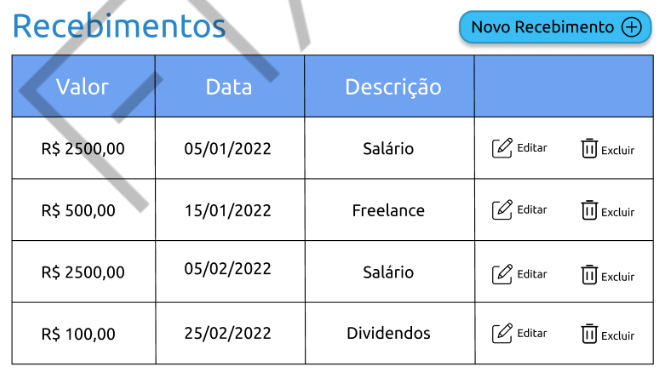 Recebimentos
Novo Recebimento
Valor Data Descrição
R$ 2500,00 05/01/2022 Salário Editar Excluir
R$ 500,00 15/01/2022 Freelance Editar Excluir
R$ 2500,00 05/02/2022 Salário Editar Excluir
R$ 100,00 25/02/2022 Dividendos Editar Excluir